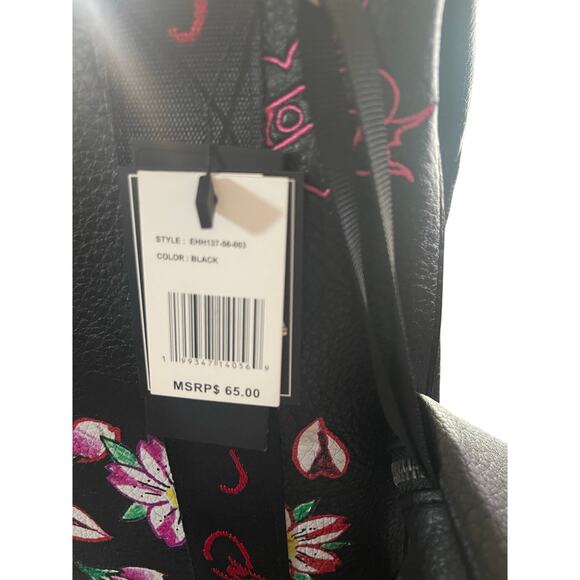 STYLE : EHH137-56-003
COLOR : BLACK
1 99347 14056 9
MSRP$ 65.00